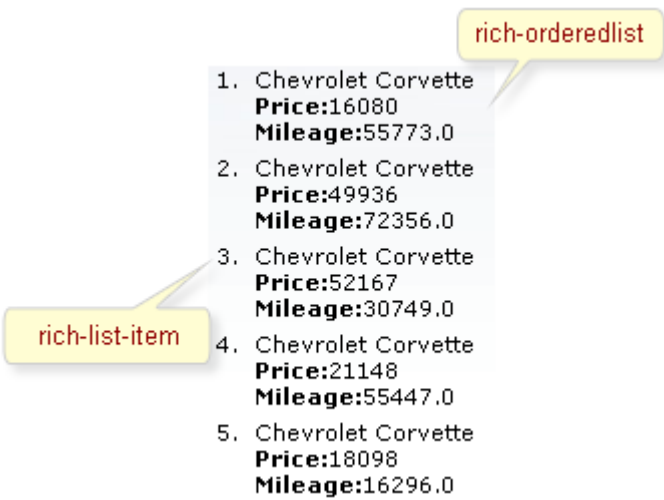 rich-orderedlist
1. Chevrolet Corvette
Price:16080
Mileage:55773.0
2. Chevrolet Corvette
Price:49936
Mileage:72356.0
3. Chevrolet Corvette
Price:52167
Mileage:30749.0
rich-list-item
4. Chevrolet Corvette
Price:21148
Mileage:55447.0
5. Chevrolet Corvette
Price:18098
Mileage:16296.0